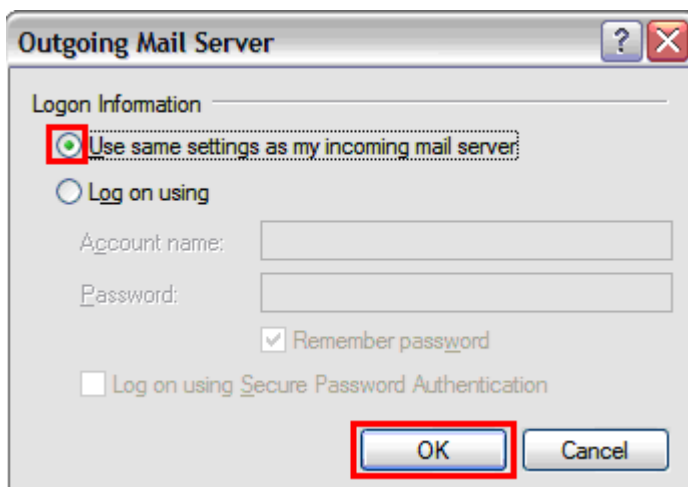 Outgoing Mail Server
Logon Information
Use same settings as my incoming mail server
Log on using
Account name:
Password:
Remember password
Log on using Secure Password Authentication
OK Cancel